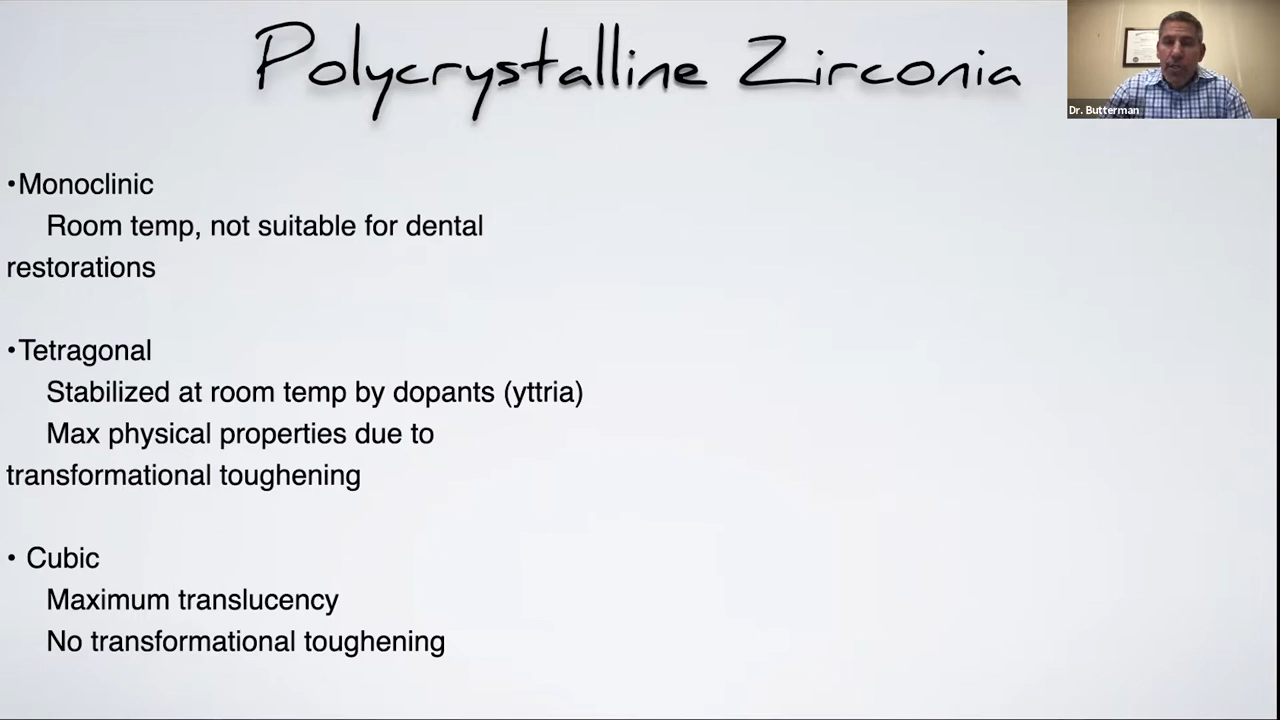 Polycrystalline Zirconia
Dr. Butterman
•Monoclinic
Room temp, not suitable for dental
restorations
•Tetragonal
Stabilized at room temp by dopants (yttria)
Max physical properties due to
transformational toughening
• Cubic
Maximum translucency
No transformational toughening